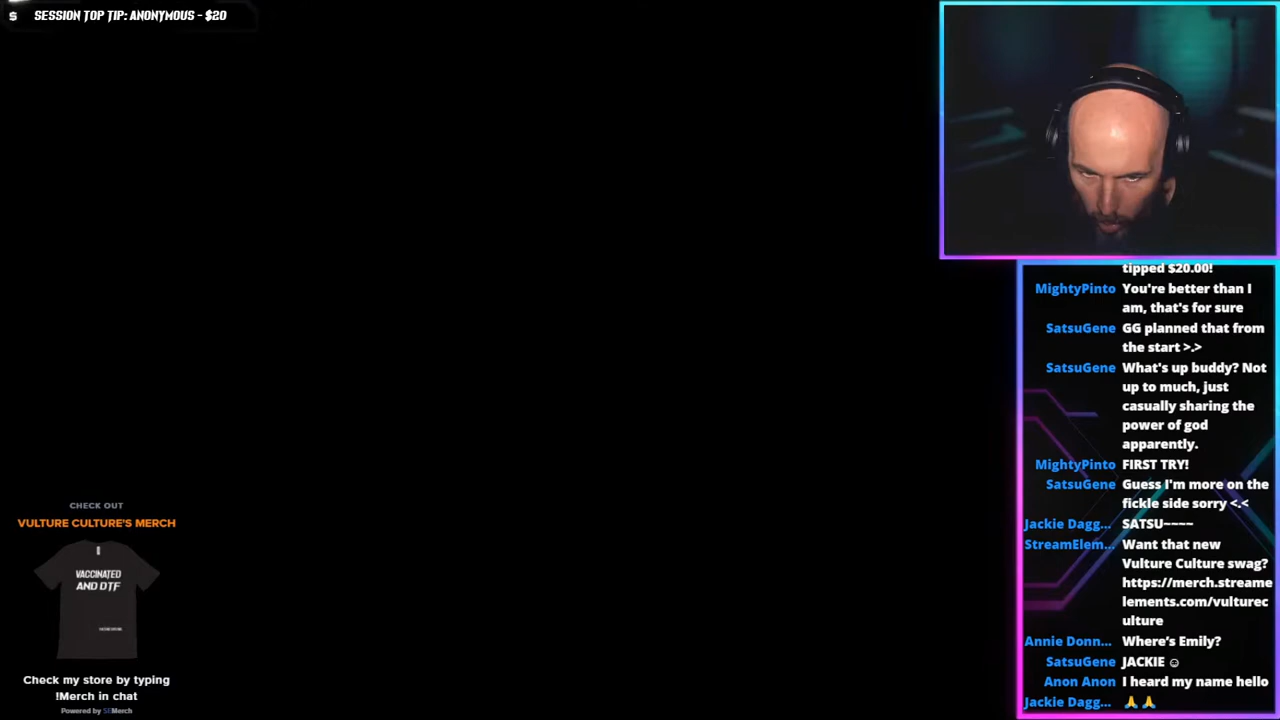 $ SESSION TOP TIP: ANONYMOUS - $20
tipped $20.00!
MightyPinto You're better than I
am, that's for sure
SatsuGene GG planned that from
the start >.>
SatsuGene What's up buddy? Not
up to much, just
casually sharing the
power of god
apparently.
MightyPinto FIRST TRY!
SatsuGene Guess I'm more on the
fickle side sorry <.<
Jackie Dagg... SATSU~~~~
StreamElem... Want that new
Vulture Culture swag?
https://merch.streame
lements.com/vulturec
ulture
Annie Donn... Where's Emily?
SatsuGene JACKIE ☺
Anon Anon I heard my name hello
Jackie Dagg... 🙏 🙏
CHECK OUT
VULTURE CULTURE'S MERCH
VACCINATED
AND DTF
Check my store by typing
!Merch in chat
Powered by SEMerch